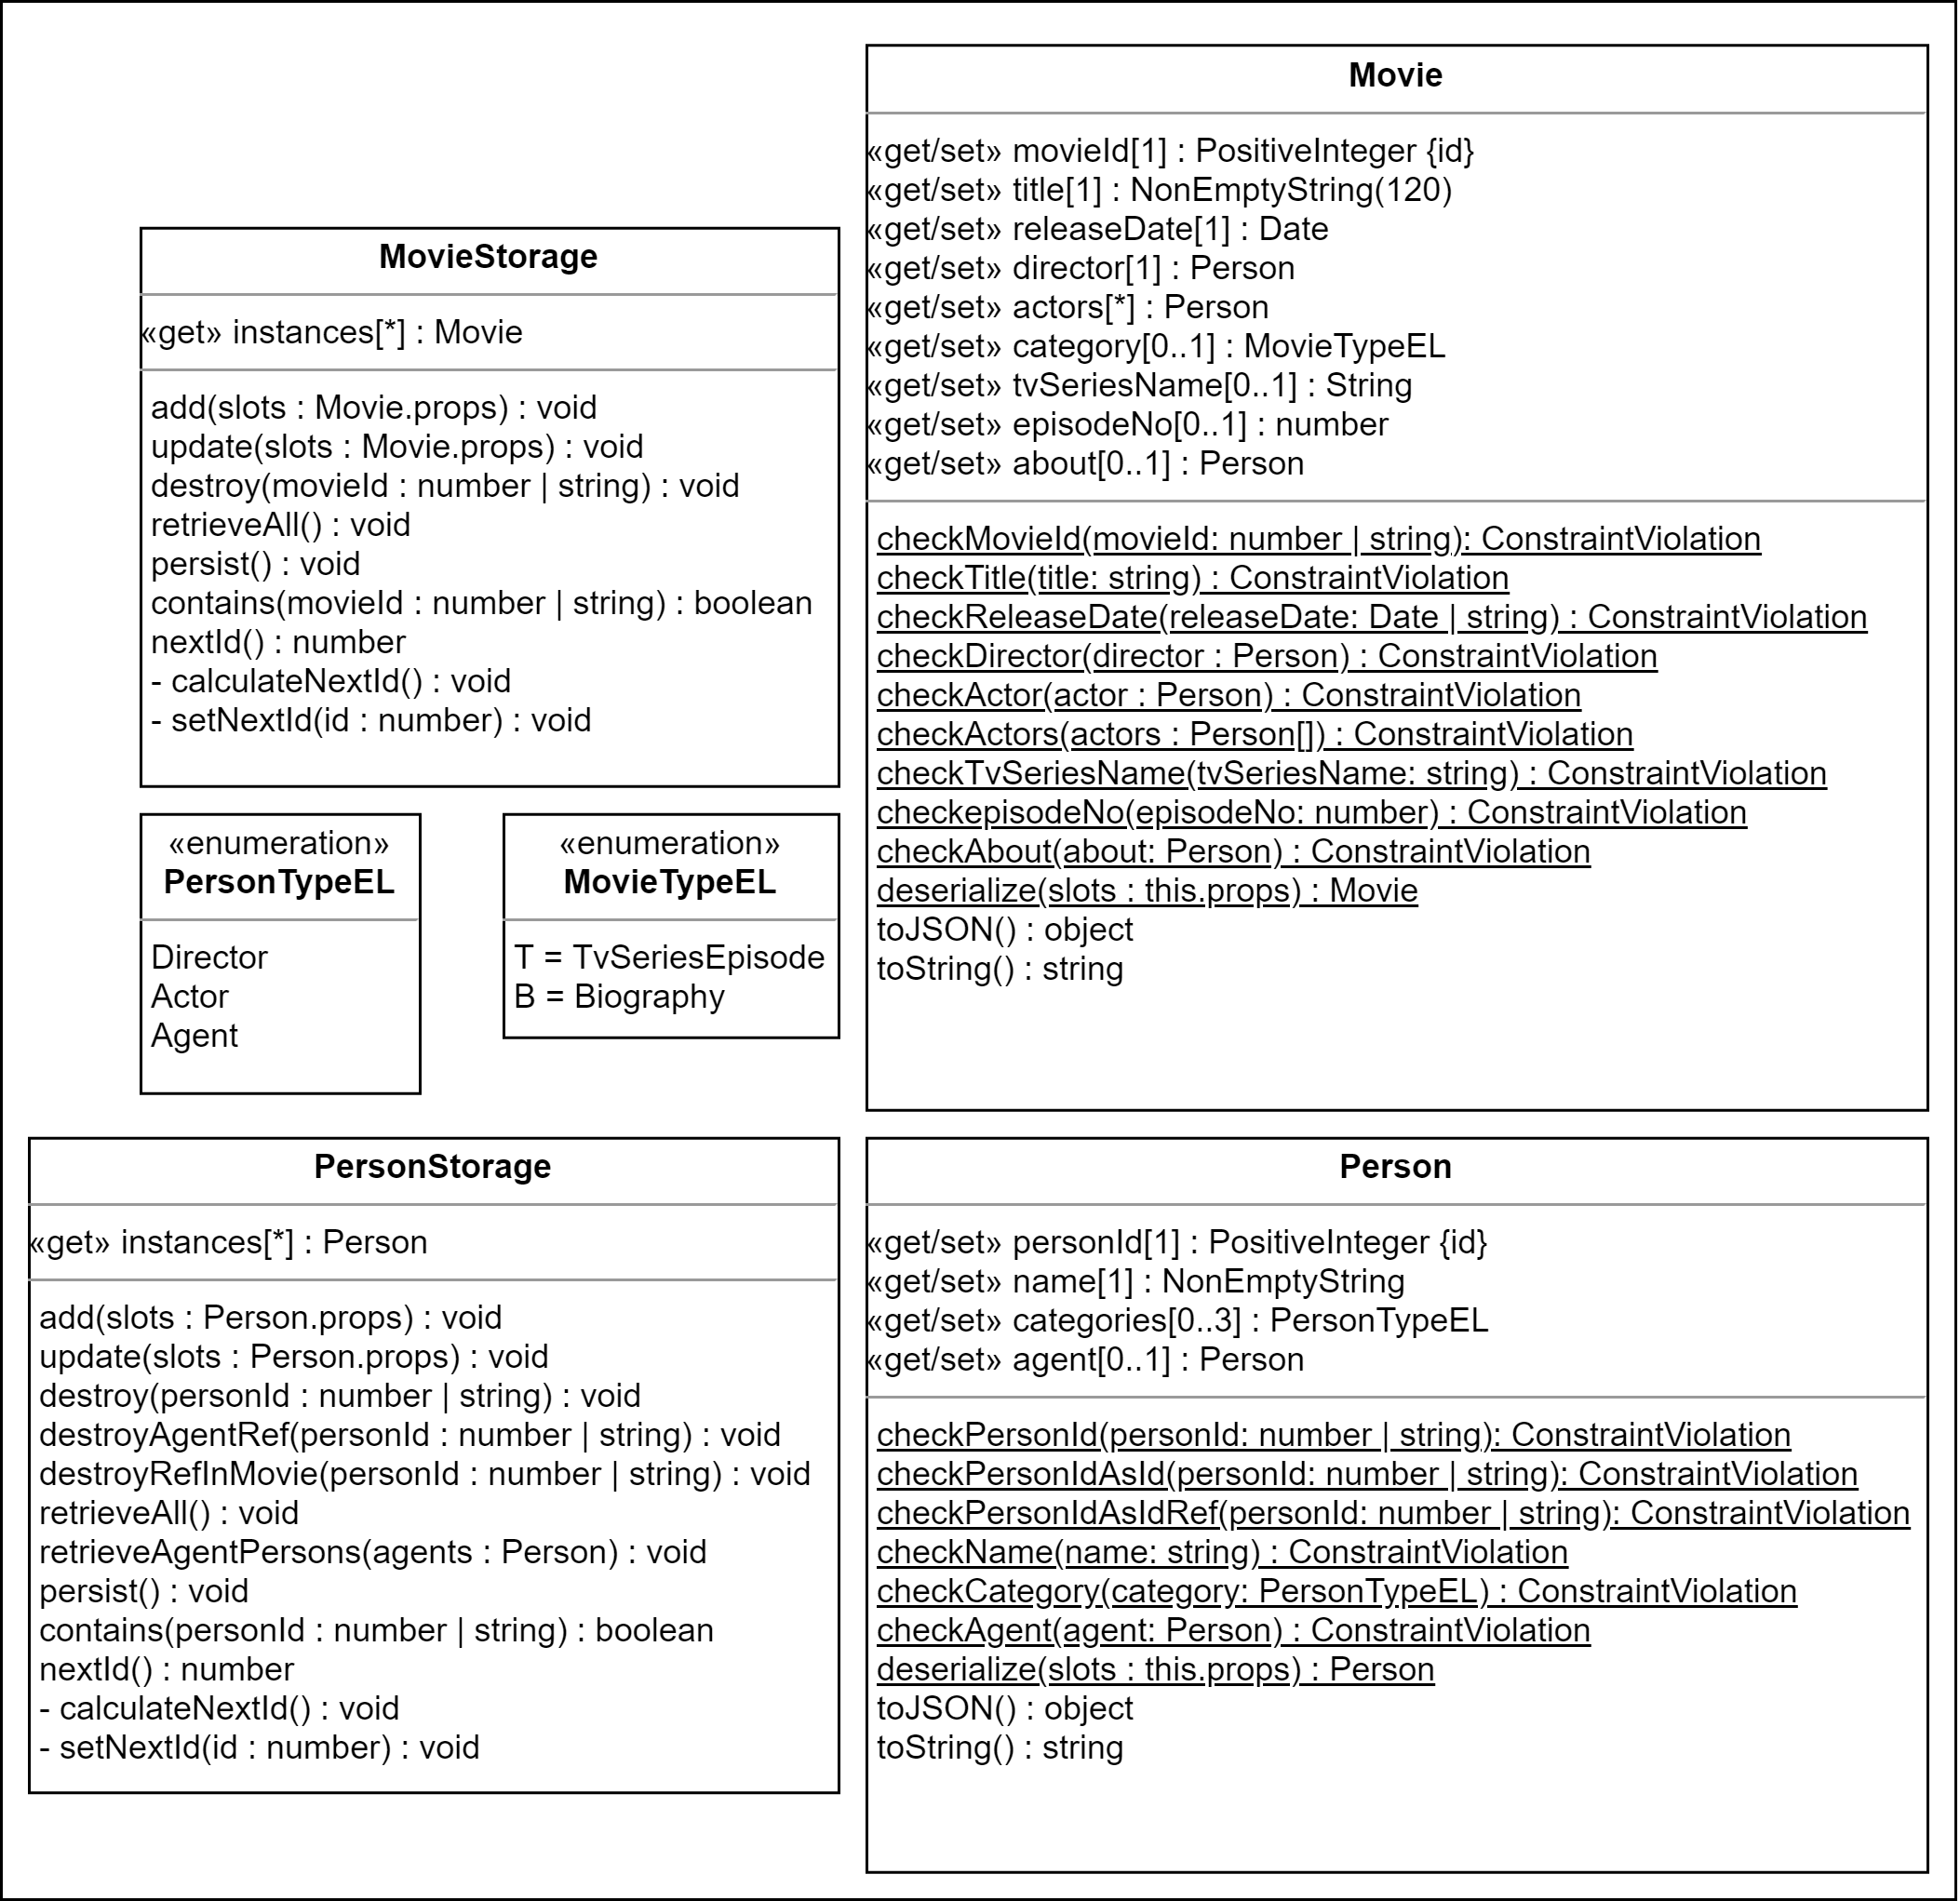 Movie
«get/set» movieId[1] : PositiveInteger {id}
«get/set» title[1] : NonEmptyString(120)
«get/set» releaseDate[1] : Date
«get/set» director[1] : Person
«get/set» actors[*] : Person
«get/set» category[0..1] : MovieTypeEL
«get/set» tvSeriesName[0..1] : String
«get/set» episodeNo[0..1] : number
«get/set» about[0..1] : Person
checkMovieId(movieId: number | string): ConstraintViolation
checkTitle(title: string) : ConstraintViolation
checkReleaseDate(releaseDate: Date | string) : ConstraintViolation
checkDirector(director : Person) : ConstraintViolation
checkActor(actor : Person) : ConstraintViolation
checkActors(actors : Person[]) : ConstraintViolation
checkTvSeriesName(tvSeriesName: string) : ConstraintViolation
checkepisodeNo(episodeNo: number) : ConstraintViolation
checkAbout(about: Person) : ConstraintViolation
deserialize(slots : this.props) : Movie
toJSON() : object
toString() : string
MovieStorage
«get» instances[*] : Movie
add(slots : Movie.props) : void
update(slots : Movie.props) : void
destroy(movieId : number | string) : void
retrieveAll() : void
persist() : void
contains(movieId : number | string) : boolean
nextId() : number
- calculateNextId() : void
- setNextId(id : number) : void
«enumeration»
PersonTypeEL
Director
Actor
Agent
«enumeration»
MovieTypeEL
T = TvSeriesEpisode
B = Biography
PersonStorage
«get» instances[*] : Person
add(slots : Person.props) : void
update(slots : Person.props) : void
destroy(personId : number | string) : void
destroyAgentRef(personId : number | string) : void
destroyRefInMovie(personId : number | string) : void
retrieveAll() : void
retrieveAgentPersons(agents : Person) : void
persist() : void
contains(personId : number | string) : boolean
nextId() : number
- calculateNextId() : void
- setNextId(id : number) : void
Person
«get/set» personId[1] : PositiveInteger {id}
«get/set» name[1] : NonEmptyString
«get/set» categories[0..3] : PersonTypeEL
«get/set» agent[0..1] : Person
checkPersonId(personId: number | string): ConstraintViolation
checkPersonIdAsId(personId: number | string): ConstraintViolation
checkPersonIdAsIdRef(personId: number | string): ConstraintViolation
checkName(name: string) : ConstraintViolation
checkCategory(category: PersonTypeEL) : ConstraintViolation
checkAgent(agent: Person) : ConstraintViolation
deserialize(slots : this.props) : Person
toJSON() : object
toString() : string